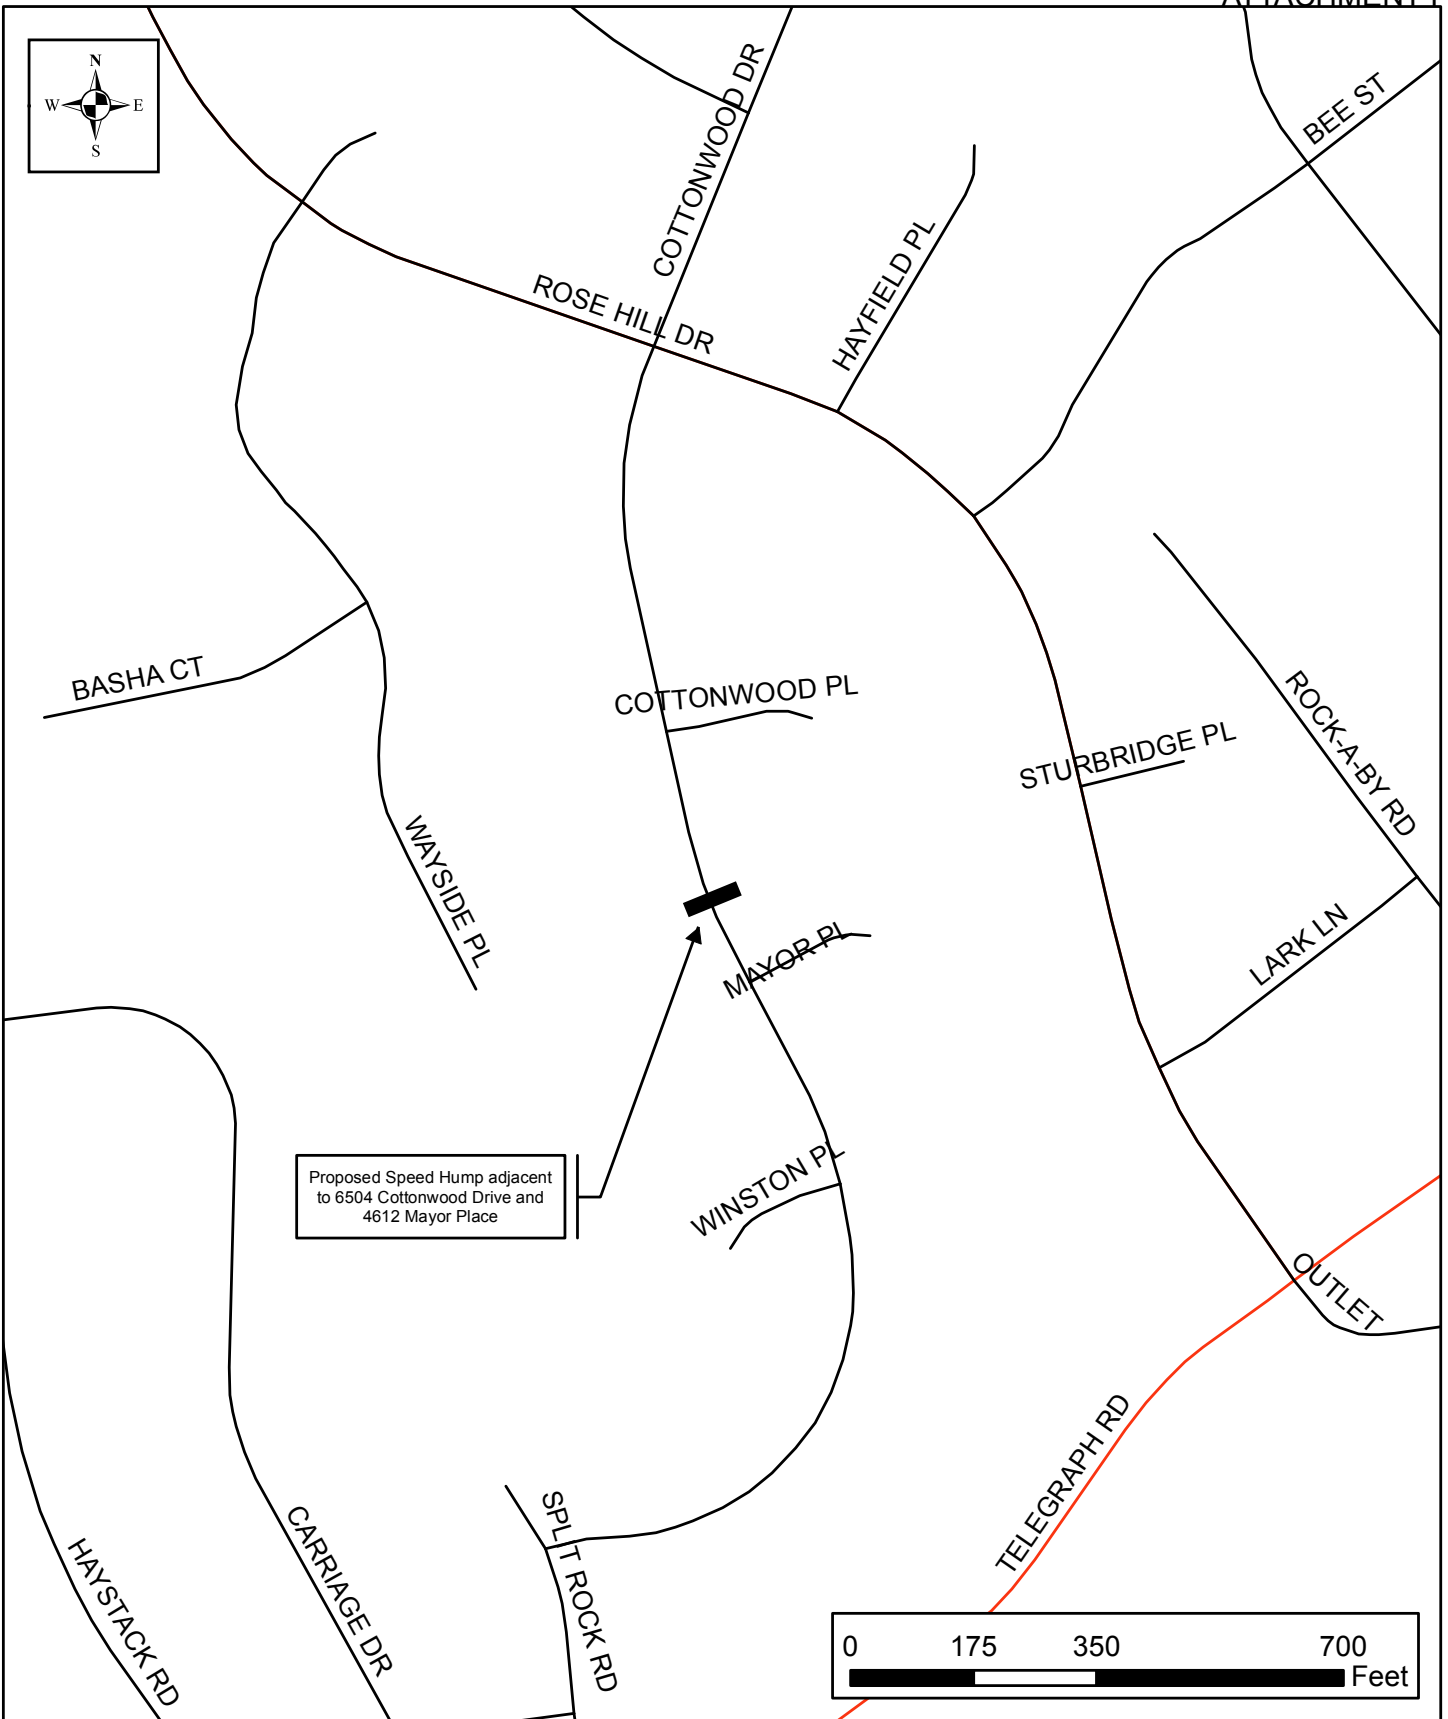 N
W E
S
COTTONWOOD DR
BEE ST
HAYFIELD PL
ROSE HILL DR
BASHA CT
COTTONWOOD PL
STURBRIDGE PL
ROCK-A-BY RD
WAYSIDE PL
MAYOR PL
LARK LN
Proposed Speed Hump adjacent
to 6504 Cottonwood Drive and
4612 Mayor Place
WINSTON PL
OUTLET
TELEGRAPH RD
SPLIT ROCK RD
CARRIAGE DR
HAYSTACK RD
0 175 350 700
Feet